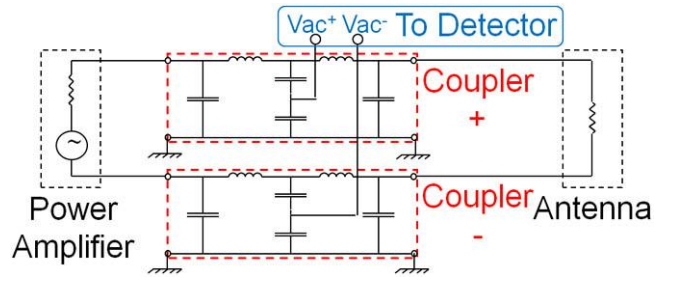 Vac+ Vac- To Detector
Coupler
+
Power
Amplifier
Coupler
-
Antenna
~